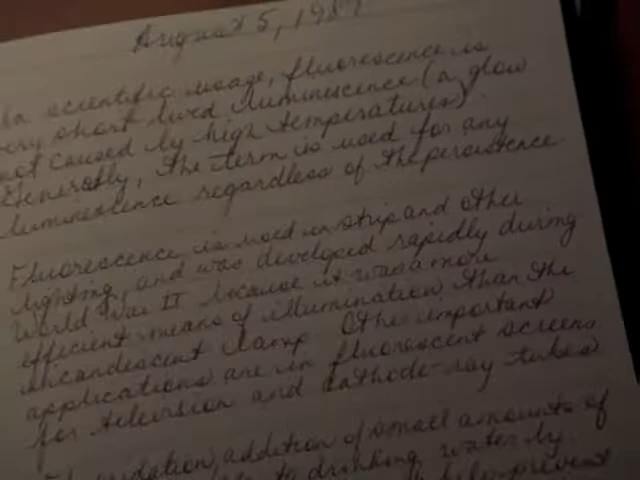 August 5, 1987
In scientific usage, fluorescence is
very short lived luminescence (a glow
not caused by high temperatures).
Generally, the term is used for any
luminescence regardless of the persistence
Fluorescence is used in strip and other
lighting, and was developed rapidly during
World War II because it was a more
efficient means of illumination than the
incandescent lamp. Other important
applications are in fluorescent screens
for television and cathode-ray tubes
addition of small amounts of
to drinking water
prevent